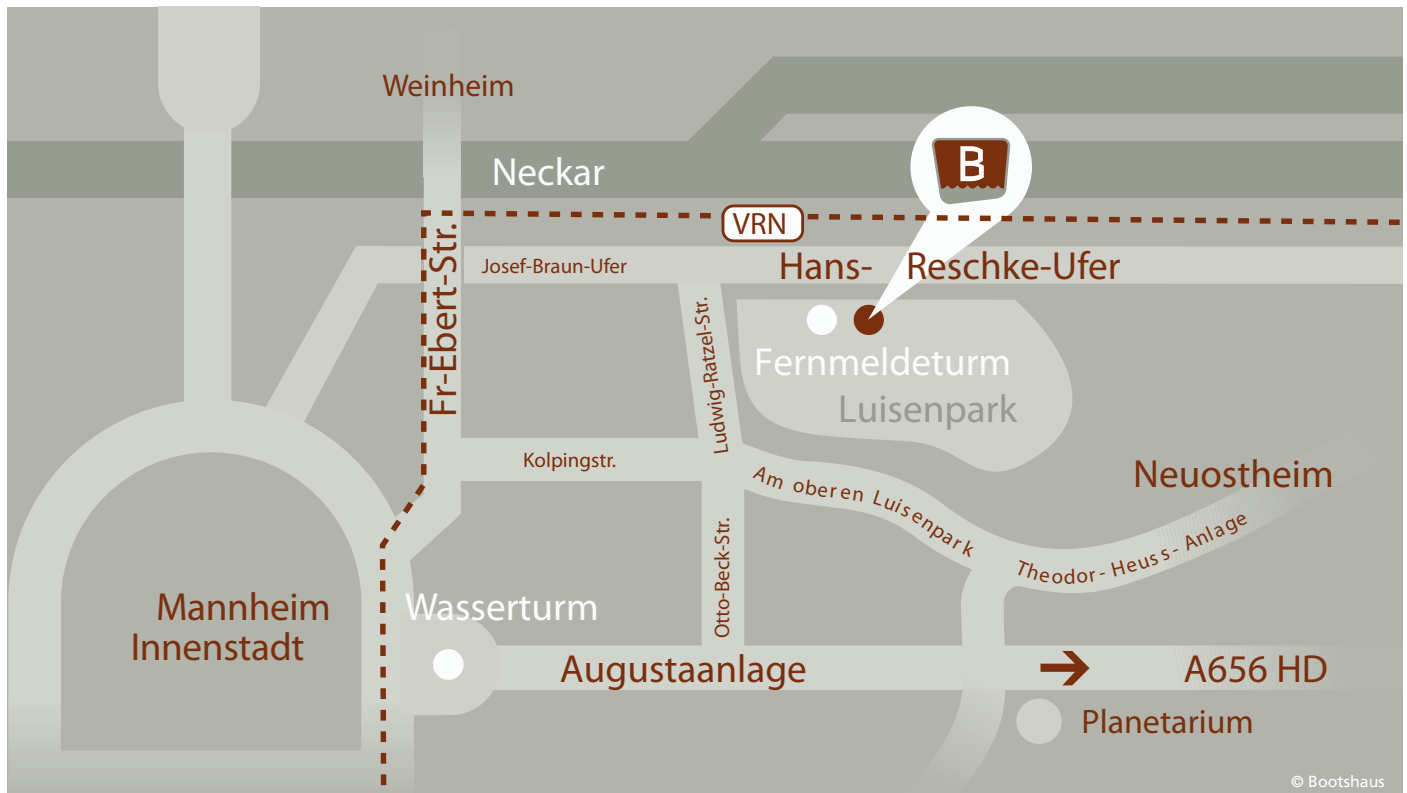 Weinheim
Neckar
B
VRN
Josef-Braun-Ufer
Hans- Reschke-Ufer
Fr-Ebert-Str.
Ludwig-Ratzel-Str.
Fernmeldeturm
Luisenpark
Kolpingstr.
Am oberen Luisenpark
Neuostheim
Theodor-Heuss-Anlage
Otto-Beck-Str.
Mannheim
Innenstadt
Wasserturm
Augustaanlage
A656 HD
Planetarium
© Bootshaus